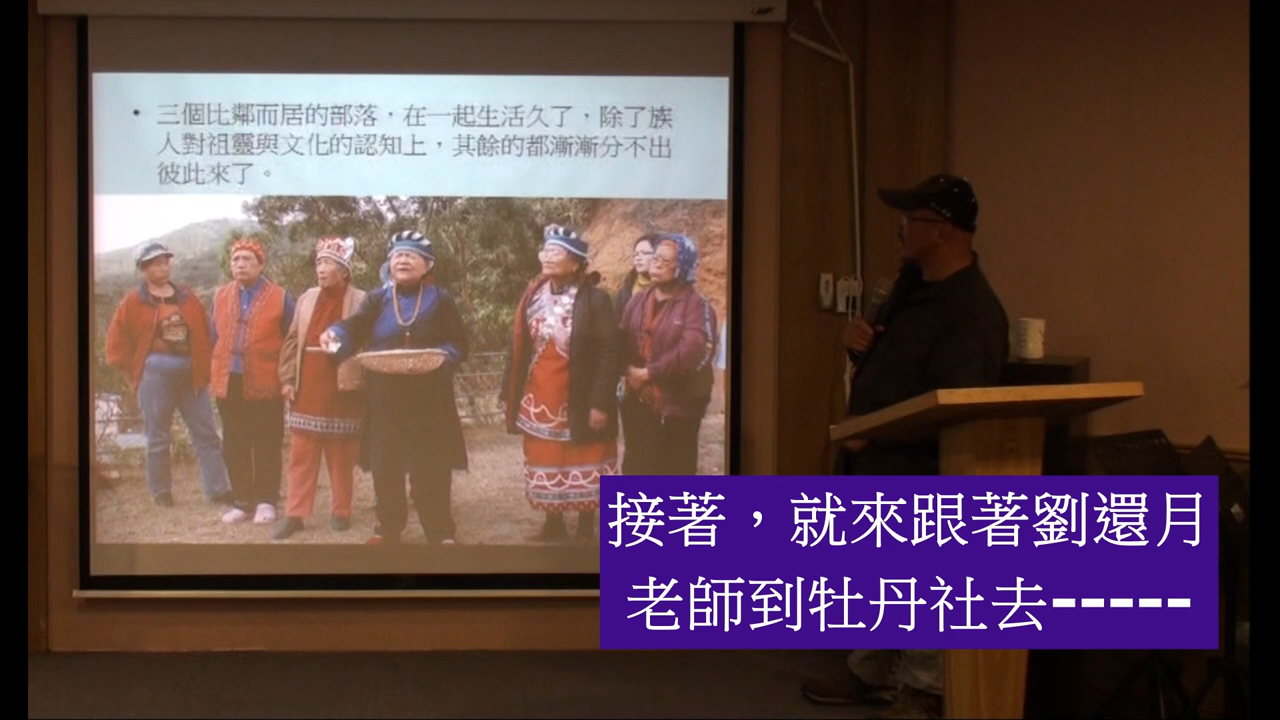 • 三個比鄰而居的部落，在一起生活久了，除了族
人對祖靈與文化的認知上，其餘的都漸漸分不出
彼此來了。
接著，就來跟著劉還月
老師到牡丹社去-----